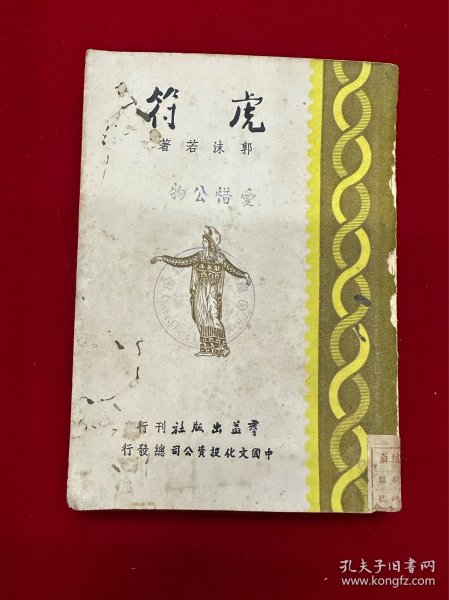 虎符
郭沫若著
愛惜公物
羣益出版社刊行
中國文化投資公司總發行
孔夫子旧书网
www.kongfz.com